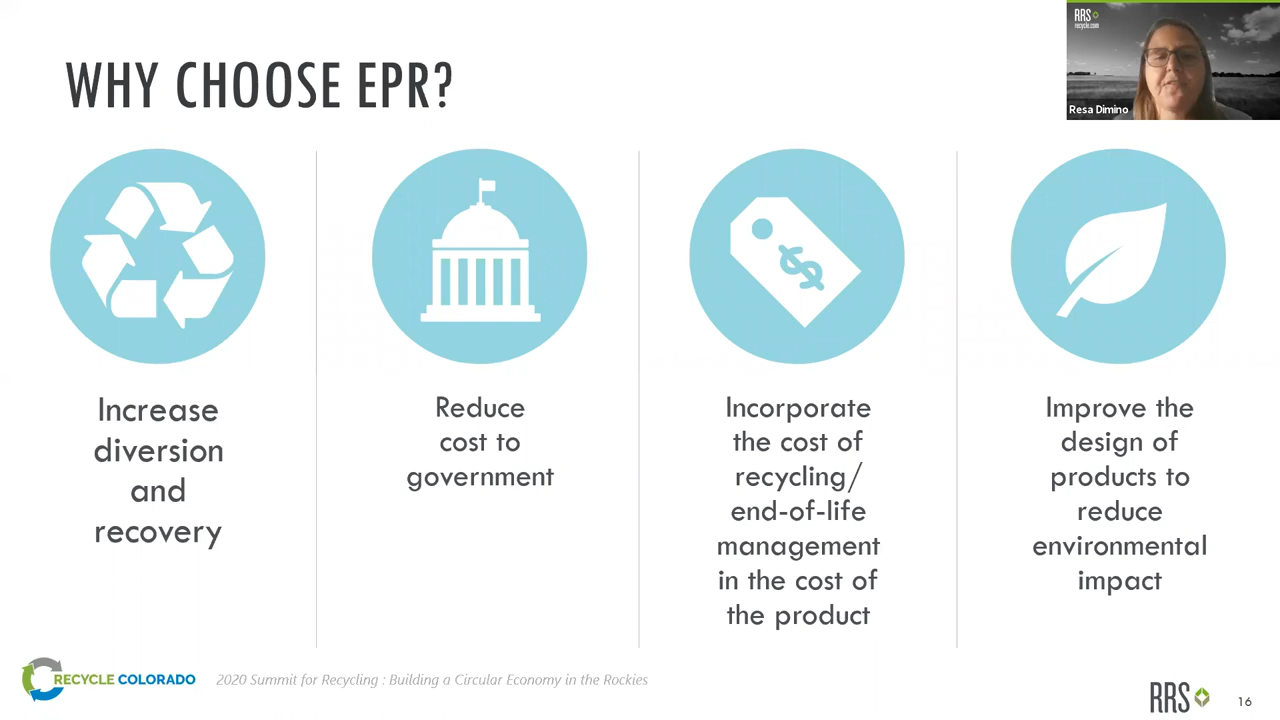 WHY CHOOSE EPR?
RRS
recycle.com
Resa Dimino
$
Increase
diversion
and
recovery
Reduce
cost to
government
Incorporate
the cost of
recycling/
end-of-life
management
in the cost of
the product
Improve the
design of
products to
reduce
environmental
impact
RECYCLE COLORADO
2020 Summit for Recycling : Building a Circular Economy in the Rockies
RRS
16